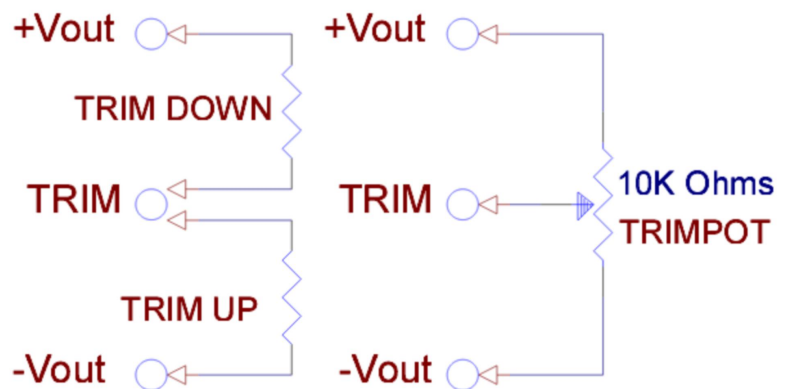 +Vout
TRIM DOWN
TRIM
TRIM UP
-Vout
+Vout
10K Ohms
TRIM
TRIMPOT
-Vout